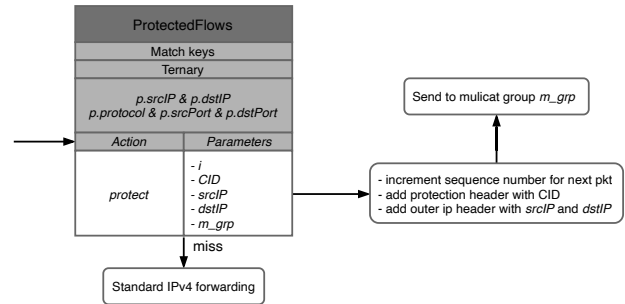 ProtectedFlows
Match keys
Ternary
p.srcIP & p.dstIP
p.protocol & p.srcPort & p.dstPort
Action
Parameters
protect
- i
- CID
- srcIP
- dstIP
- m_grp
miss
Standard IPv4 forwarding
Send to mulicat group m_grp
- increment sequence number for next pkt
- add protection header with CID
- add outer ip header with srcIP and dstIP